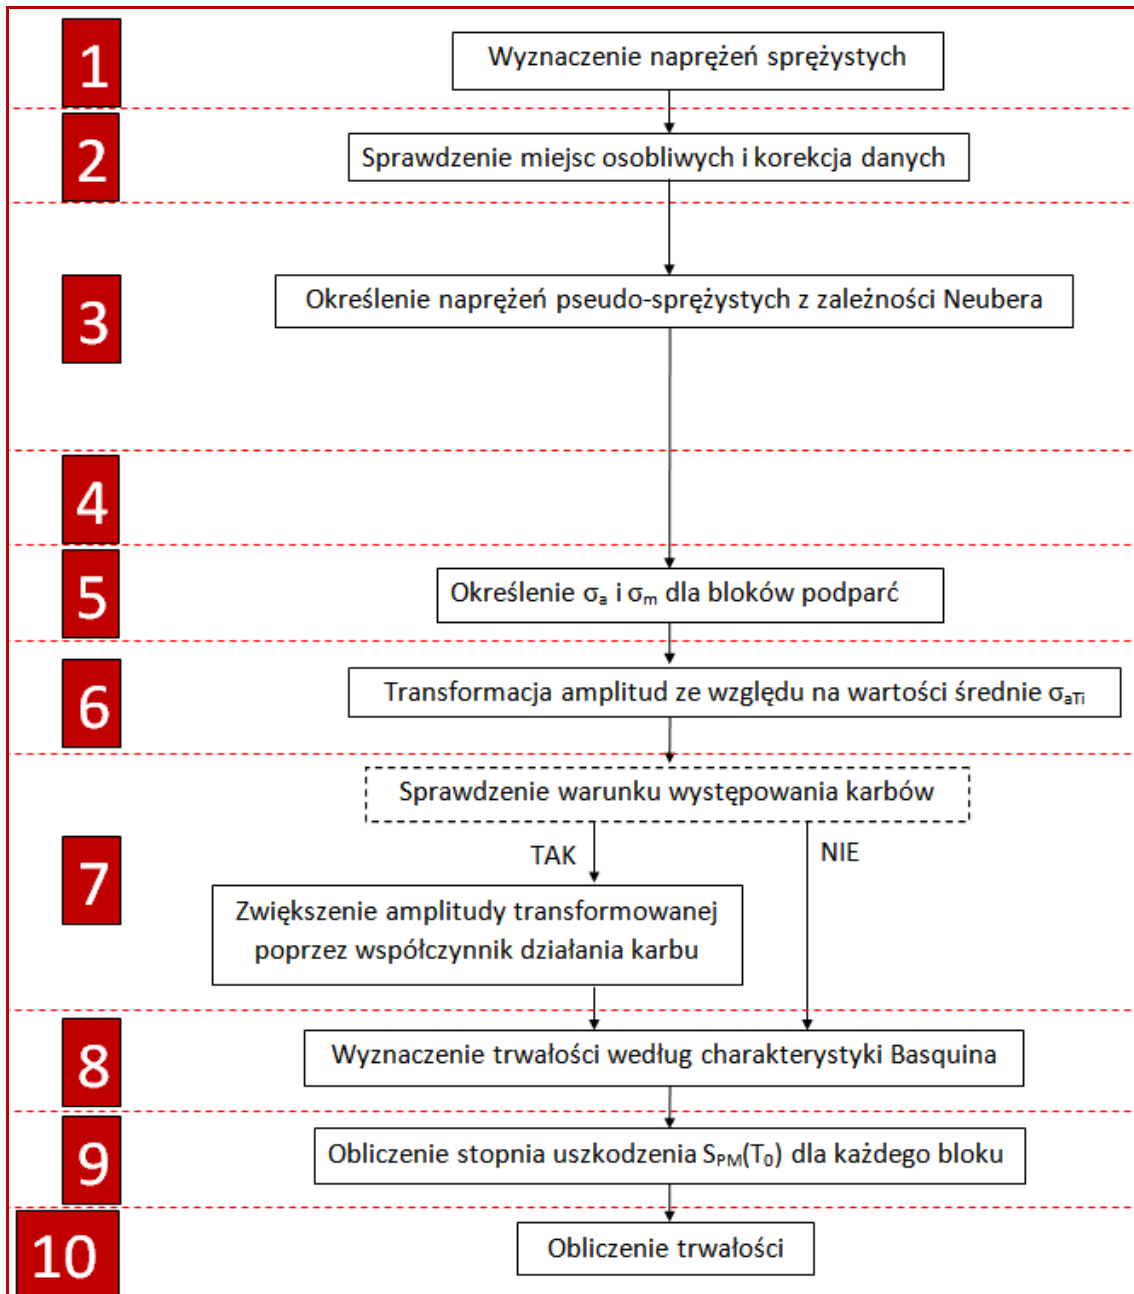 1
Wyznaczenie naprężeń sprężystych
2
Sprawdzenie miejsc osobliwych i korekcja danych
3
Określenie naprężeń pseudo-sprężystych z zależności Neubera
4
5
Określenie σₐ i σₘ dla bloków podparć
6
Transformacja amplitud ze względu na wartości średnie σaTi
Sprawdzenie warunku występowania karbów
TAK
NIE
7
Zwiększenie amplitudy transformowanej
poprzez współczynnik działania karbu
8
Wyznaczenie trwałości według charakterystyki Basquina
9
Obliczenie stopnia uszkodzenia SPM(T₀) dla każdego bloku
10
Obliczenie trwałości